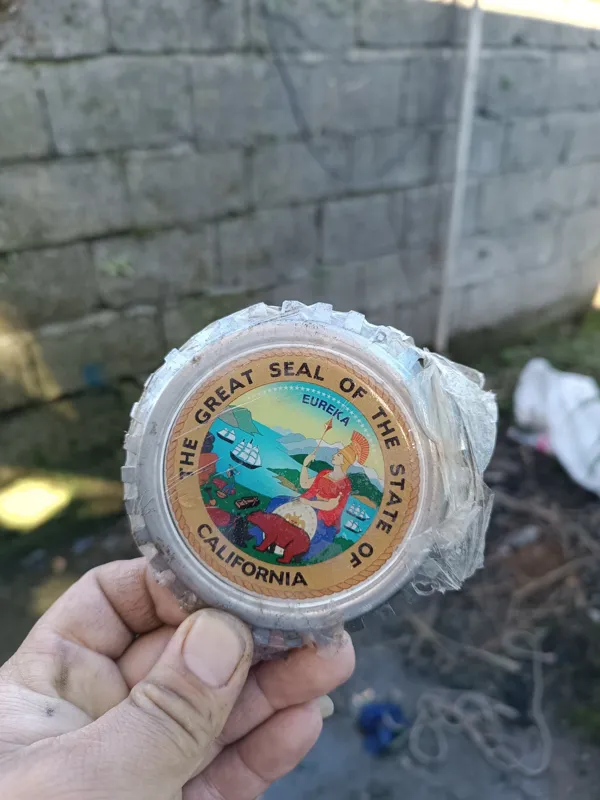 THE GREAT SEAL OF THE STATE OF CALIFORNIA
EUREKA